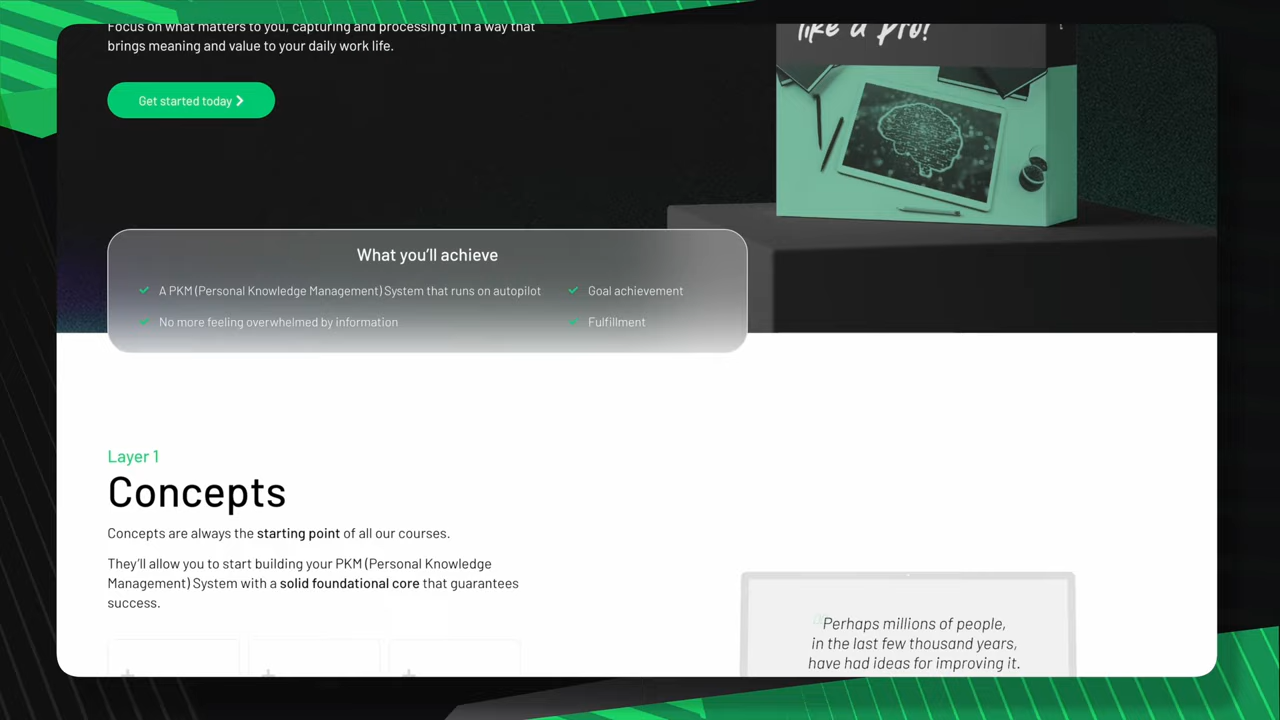 Focus on what matters to you, capturing and processing it in a way that
brings meaning and value to your daily work life.
Get started today
like a pro!
What you'll achieve
A PKM (Personal Knowledge Management) System that runs on autopilot
Goal achievement
No more feeling overwhelmed by information
Fulfillment
Layer 1
Concepts
Concepts are always the starting point of all our courses.
They'll allow you to start building your PKM (Personal Knowledge
Management) System with a solid foundational core that guarantees
success.
Perhaps millions of people,
in the last few thousand years,
have had ideas for improving it.